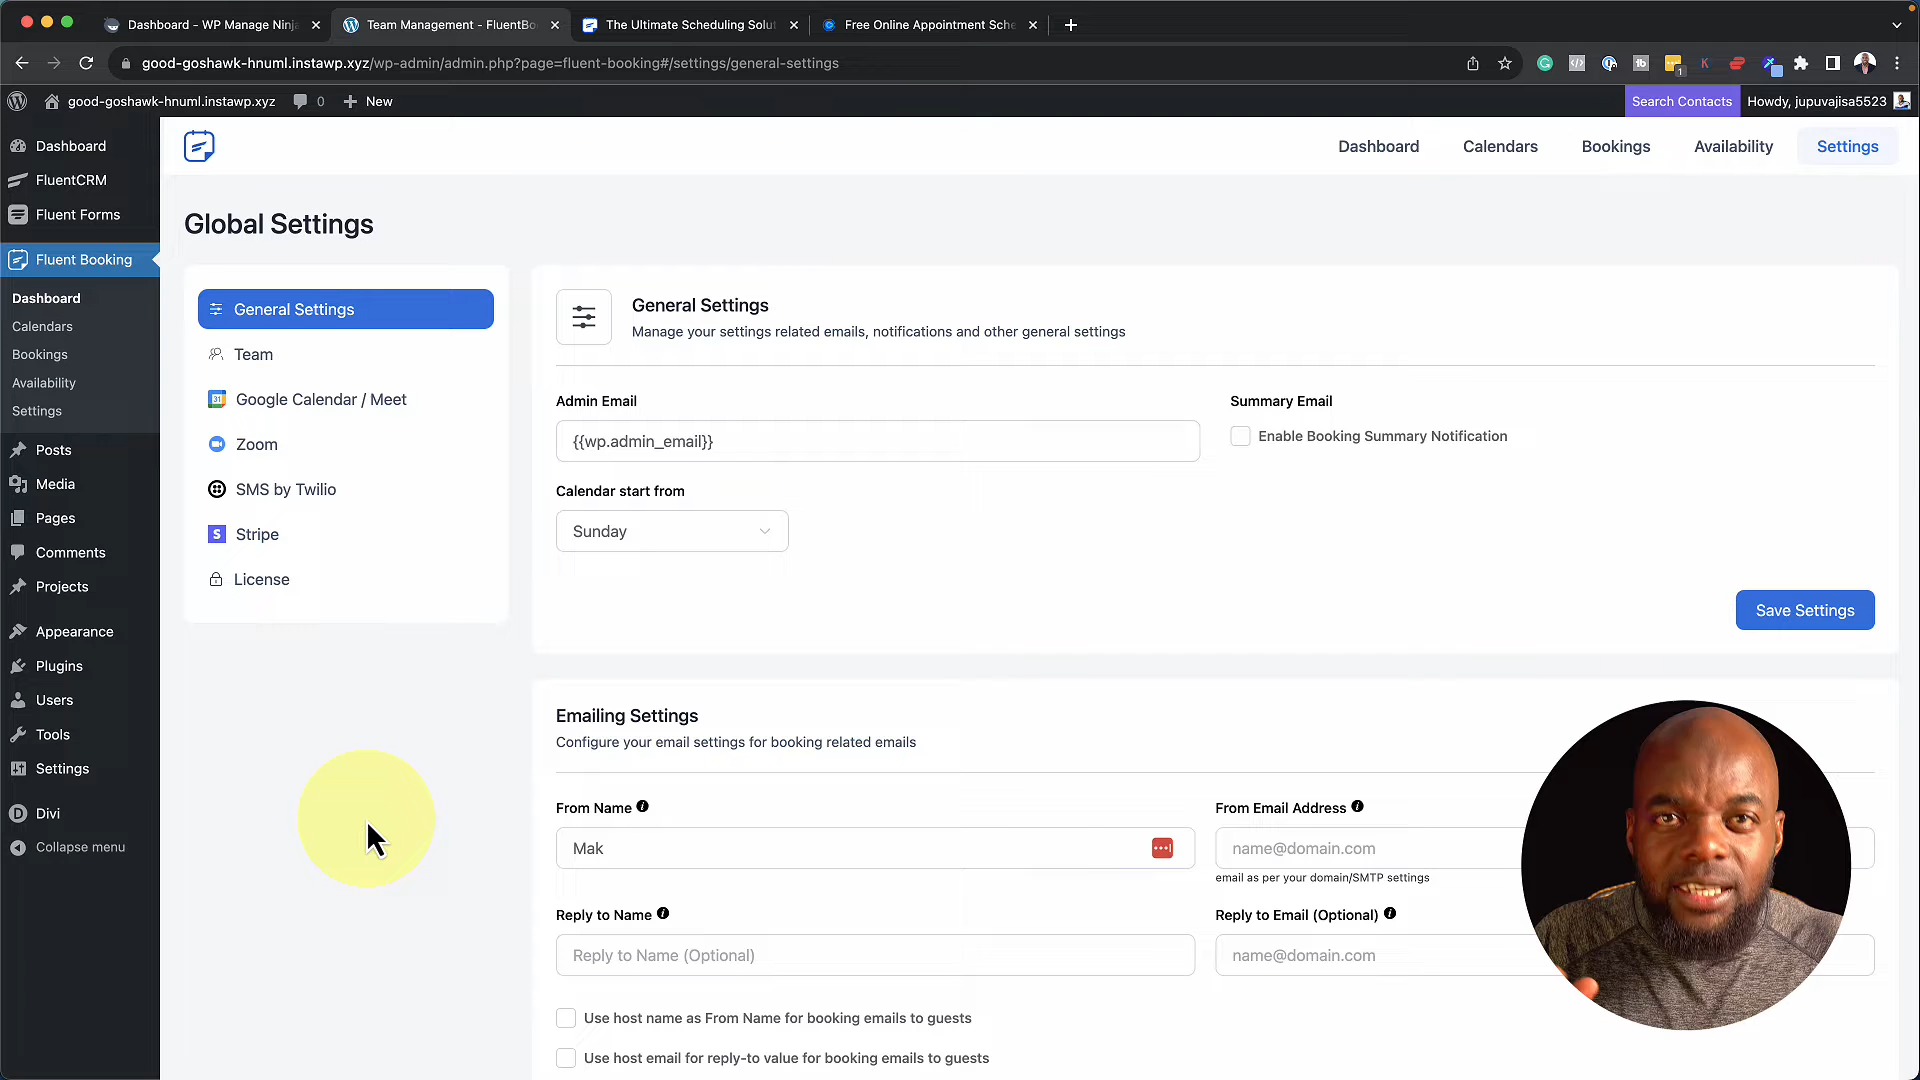 Dashboard - WP Manage Ninja
Team Management - FluentBo
The Ultimate Scheduling Solut
Free Online Appointment Sche
good-goshawk-hnuml.instawp.xyz/wp-admin/admin.php?page=fluent-booking#/settings/general-settings
good-goshawk-hnuml.instawp.xyz
0
New
Search Contacts
Howdy, jupuvajisa5523
Dashboard
FluentCRM
Fluent Forms
Fluent Booking
Dashboard
Calendars
Bookings
Availability
Settings
Posts
Media
Pages
Comments
Projects
Appearance
Plugins
Users
Tools
Settings
Divi
Collapse menu
Dashboard
Calendars
Bookings
Availability
Settings
Global Settings
General Settings
Team
31
Google Calendar / Meet
Zoom
SMS by Twilio
S
Stripe
License
General Settings
Manage your settings related emails, notifications and other general settings
Admin Email
{{wp.admin_email}}
Summary Email
Enable Booking Summary Notification
Calendar start from
Sunday
Save Settings
Emailing Settings
Configure your email settings for booking related emails
From Name
Mak
From Email Address
name@domain.com
email as per your domain/SMTP settings
Reply to Name
Reply to Name (Optional)
Reply to Email (Optional)
name@domain.com
Use host name as From Name for booking emails to guests
Use host email for reply-to value for booking emails to guests